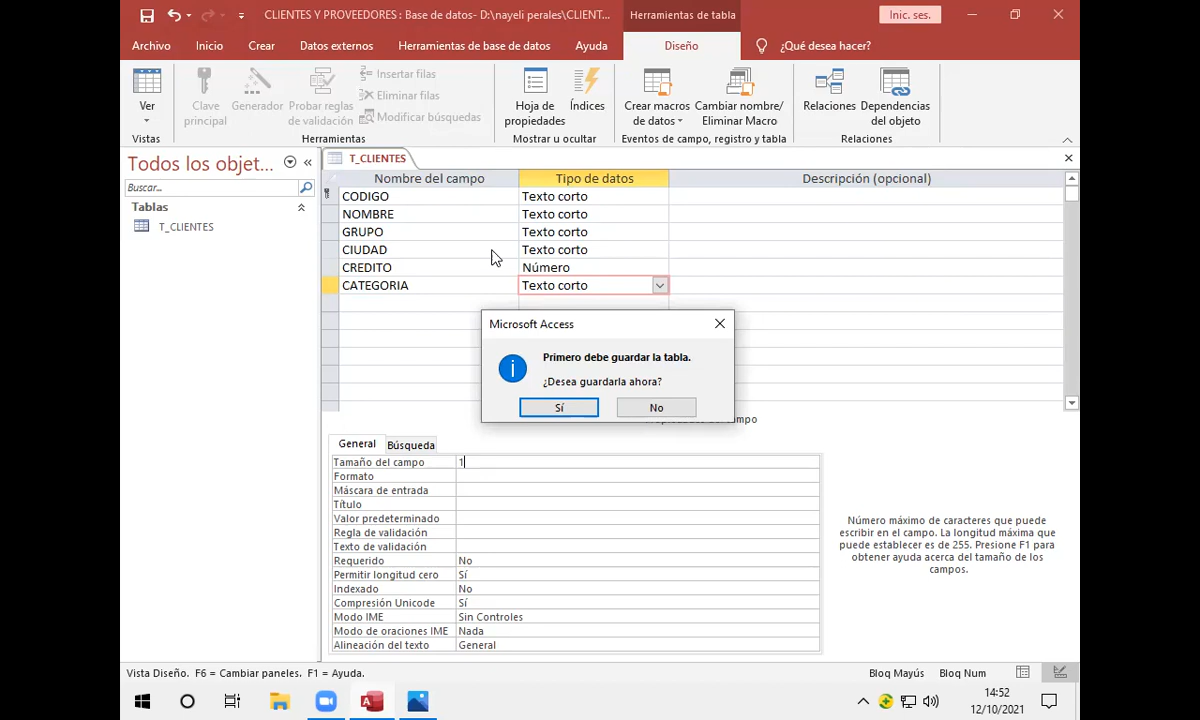 CLIENTES Y PROVEEDORES : Base de datos- D:\nayeli perales\CLIENT...
Herramientas de tabla
Inic. ses.
Archivo Inicio Crear Datos externos Herramientas de base de datos Ayuda Diseño ¿Qué desea hacer?
Ver
Clave principal
Generador
Probar reglas de validación
Insertar filas
Eliminar filas
Modificar búsquedas
Hoja de propiedades
Índices
Crear macros de datos
Cambiar nombre/ Eliminar Macro
Relaciones
Dependencias del objeto
Vistas Herramientas Mostrar u ocultar Eventos de campo, registro y tabla Relaciones
Todos los objet...
Buscar...
Tablas
T_CLIENTES
T_CLIENTES
Nombre del campo Tipo de datos Descripción (opcional)
CODIGO Texto corto
NOMBRE Texto corto
GRUPO Texto corto
CIUDAD Texto corto
CREDITO Número
CATEGORIA Texto corto
Microsoft Access
Primero debe guardar la tabla.
¿Desea guardarla ahora?
Sí No
General Búsqueda
Tamaño del campo 1
Formato
Máscara de entrada
Título
Valor predeterminado
Regla de validación
Texto de validación
Requerido No
Permitir longitud cero Sí
Indexado No
Compresión Unicode Sí
Modo IME Sin Controles
Modo de oraciones IME Nada
Alineación del texto General
Número máximo de caracteres que puede
escribir en el campo. La longitud máxima que
puede establecer es de 255. Presione F1 para
obtener ayuda acerca del tamaño de los
campos.
Vista Diseño. F6 = Cambiar paneles. F1 = Ayuda.
Bloq Mayús Bloq Num
14:52
12/10/2021